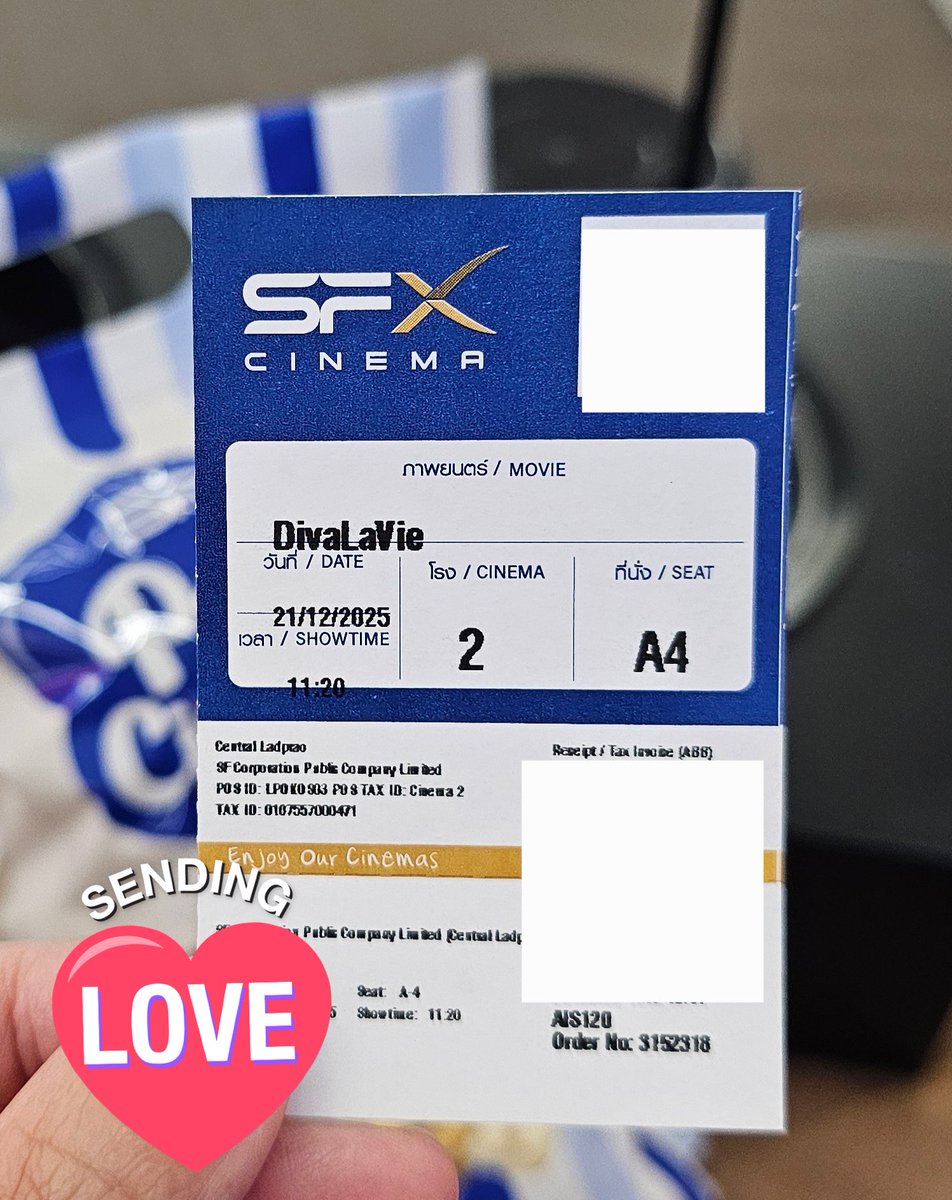 SFX
CINEMA
ภาพยนตร์ / MOVIE
DivaLaVie
วันที่ / DATE
21/12/2025
เวลา / SHOWTIME
11:20
โรง / CINEMA
2
ที่นั่ง / SEAT
A4
Central Ladprao
SF Corporation Public Company Limited
POS ID: LPOKOS03 POS TAX ID: Cinema 2
TAX ID: 0107557000471
Receipt / Tax Invoice (ABB)
Enjoy Our Cinemas
Public Company Limited (Central Ladp
Seat: A-4
Showtime: 11:20
AIS120
Order No: 3152318
SENDING
LOVE